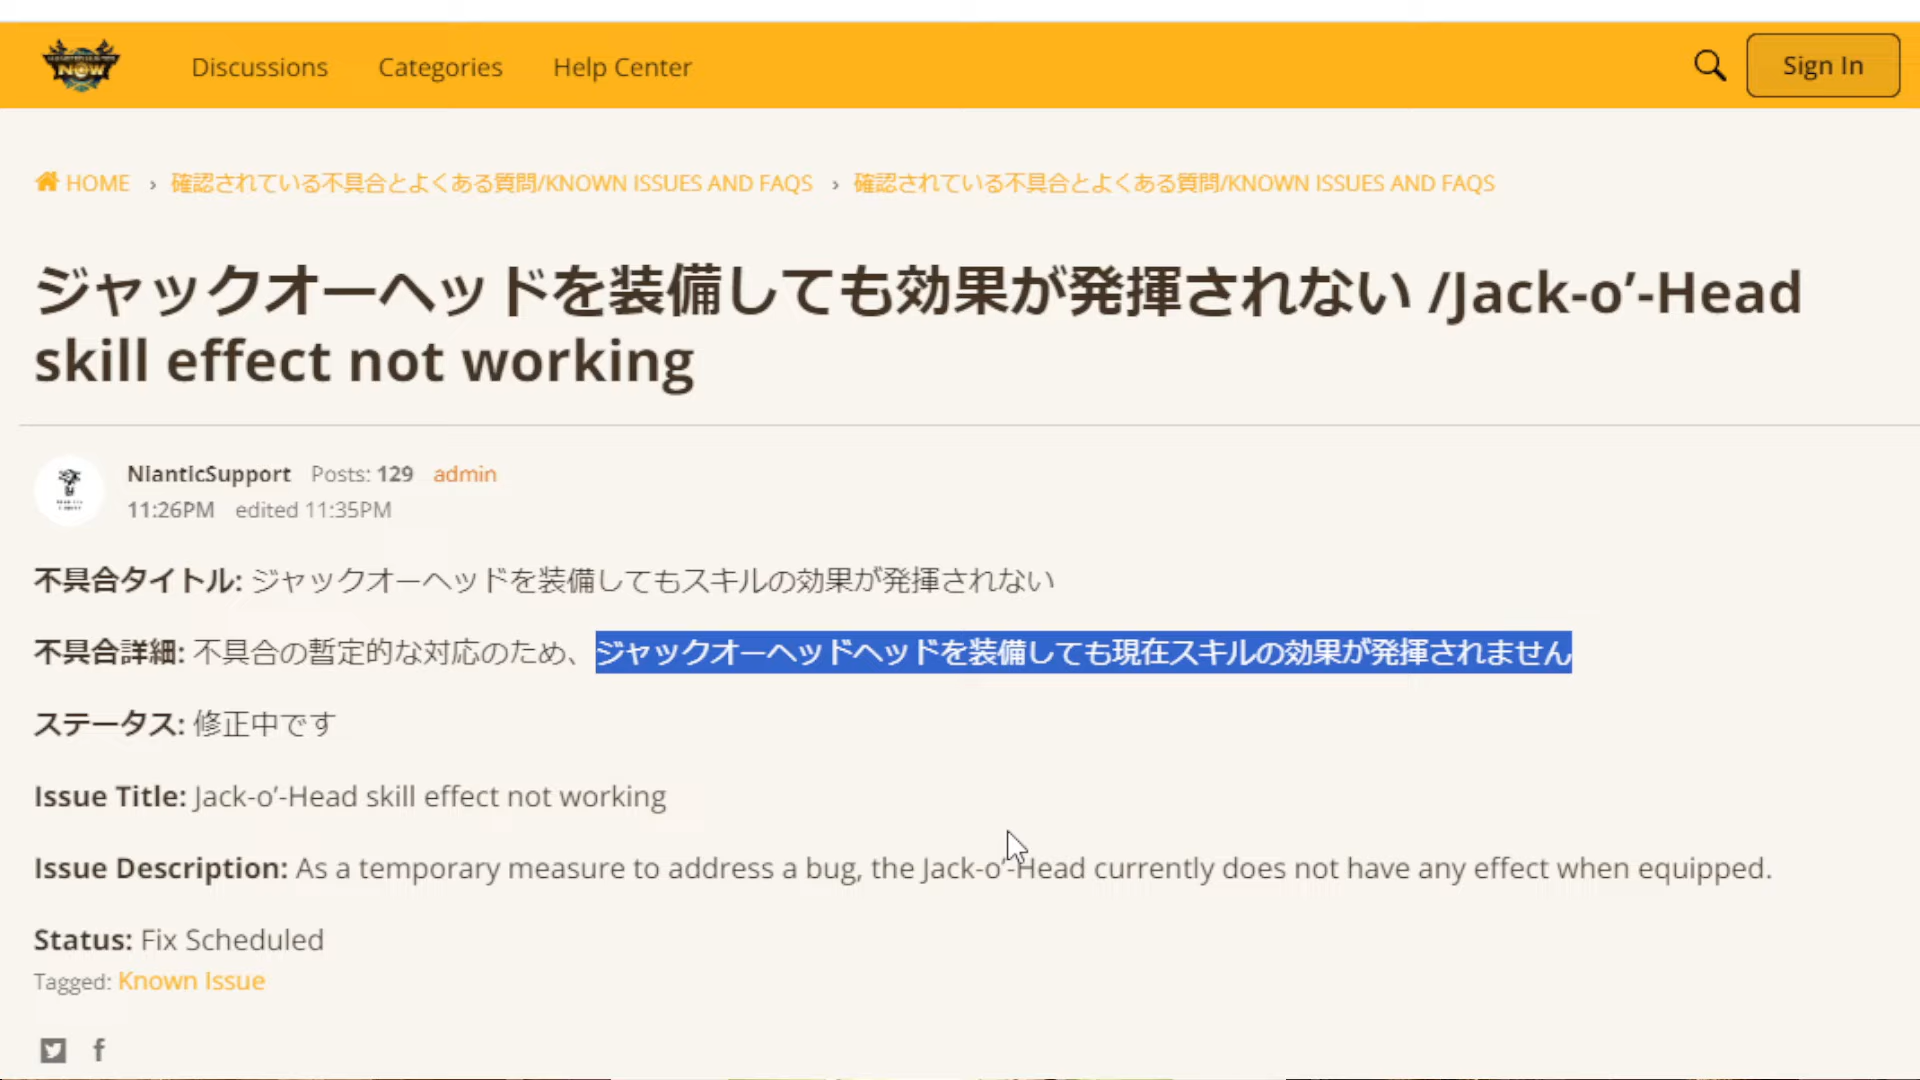 NOW
Discussions Categories Help Center
Sign In
HOME › 確認されている不具合とよくある質問/KNOWN ISSUES AND FAQS › 確認されている不具合とよくある質問/KNOWN ISSUES AND FAQS
ジャックオーヘッドを装備しても効果が発揮されない /Jack-o’-Head
skill effect not working
NianticSupport Posts: 129 admin
11:26PM edited 11:35PM
不具合タイトル: ジャックオーヘッドを装備してもスキルの効果が発揮されない
不具合詳細: 不具合の暫定的な対応のため、ジャックオーヘッドヘッドを装備しても現在スキルの効果が発揮されません
ステータス: 修正中です
Issue Title: Jack-o’-Head skill effect not working
Issue Description: As a temporary measure to address a bug, the Jack-o’-Head currently does not have any effect when equipped.
Status: Fix Scheduled
Tagged: Known Issue